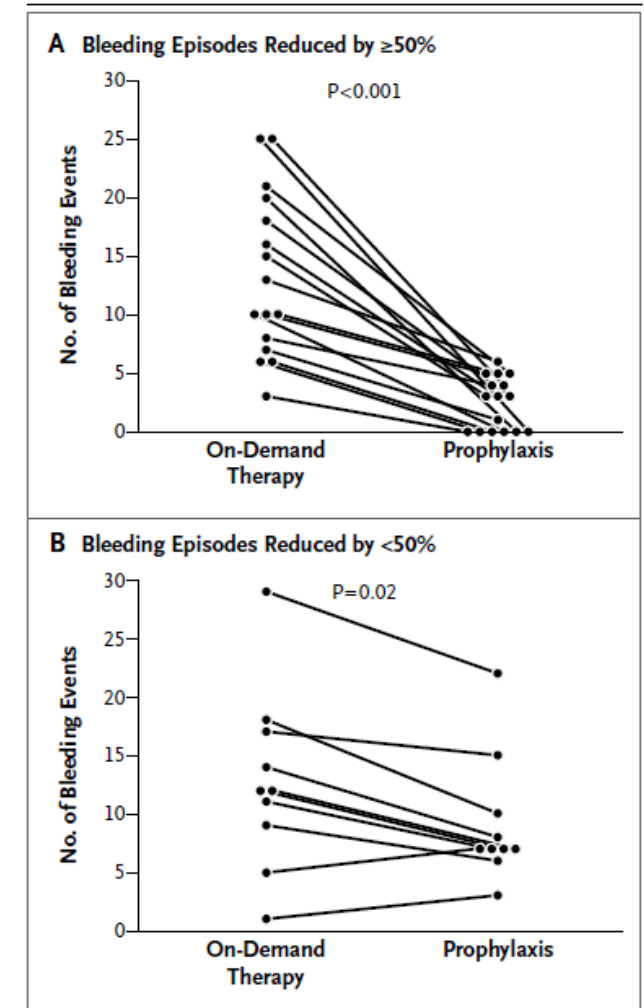 A Bleeding Episodes Reduced by ≥50%
P<0.001
No. of Bleeding Events
30
25
20
15
10
5
0
On-Demand
Therapy
Prophylaxis
B Bleeding Episodes Reduced by <50%
P=0.02
No. of Bleeding Events
30
25
20
15
10
5
0
On-Demand
Therapy
Prophylaxis